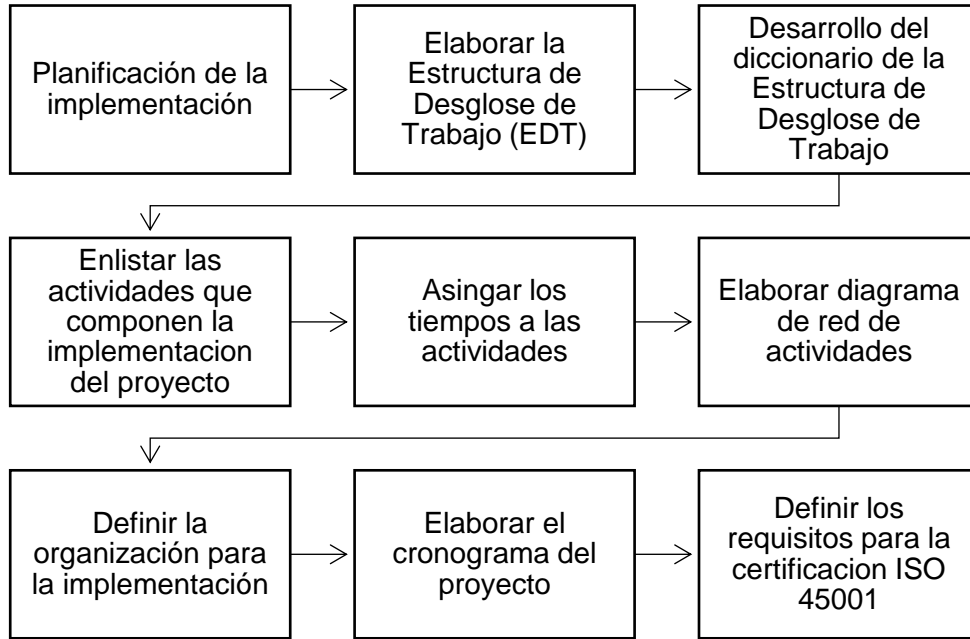 Planificación de la
implementación
Elaborar la
Estructura de
Desglose de
Trabajo (EDT)
Desarrollo del
diccionario de la
Estructura de
Desglose de
Trabajo
Enlistar las
actividades que
componen la
implementacion
del proyecto
Asingar los
tiempos a las
actividades
Elaborar diagrama
de red de
actividades
Definir la
organización para
la implementación
Elaborar el
cronograma del
proyecto
Definir los
requisitos para la
certificacion ISO
45001